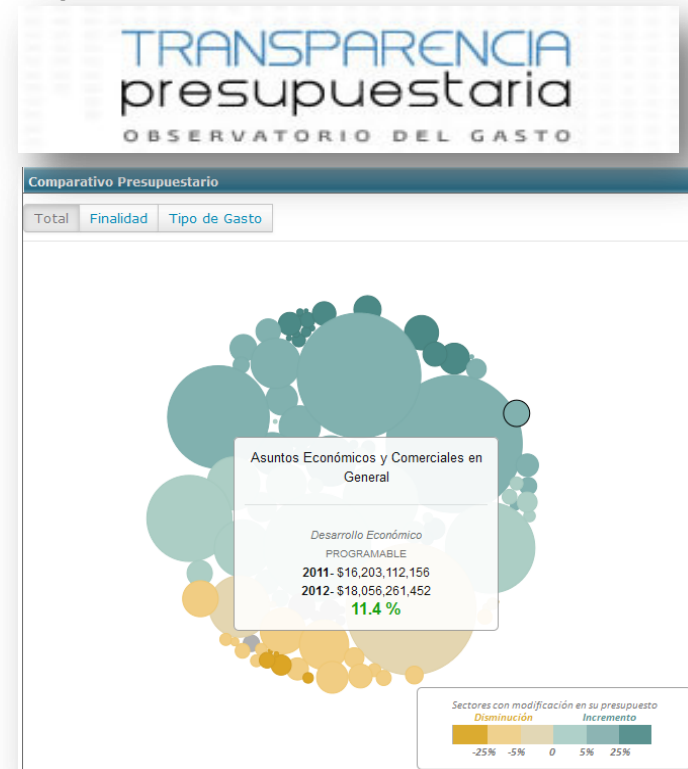 TRANSPARENCIA
presupuestaria
OBSERVATORIO DEL GASTO
Comparativo Presupuestario
Total Finalidad Tipo de Gasto
Asuntos Económicos y Comerciales en
General
Desarrollo Económico
PROGRAMABLE
2011- $16,203,112,156
2012- $18,056,261,452
11.4 %
Sectores con modificación en su presupuesto
Disminución Incremento
-25% -5% 0 5% 25%